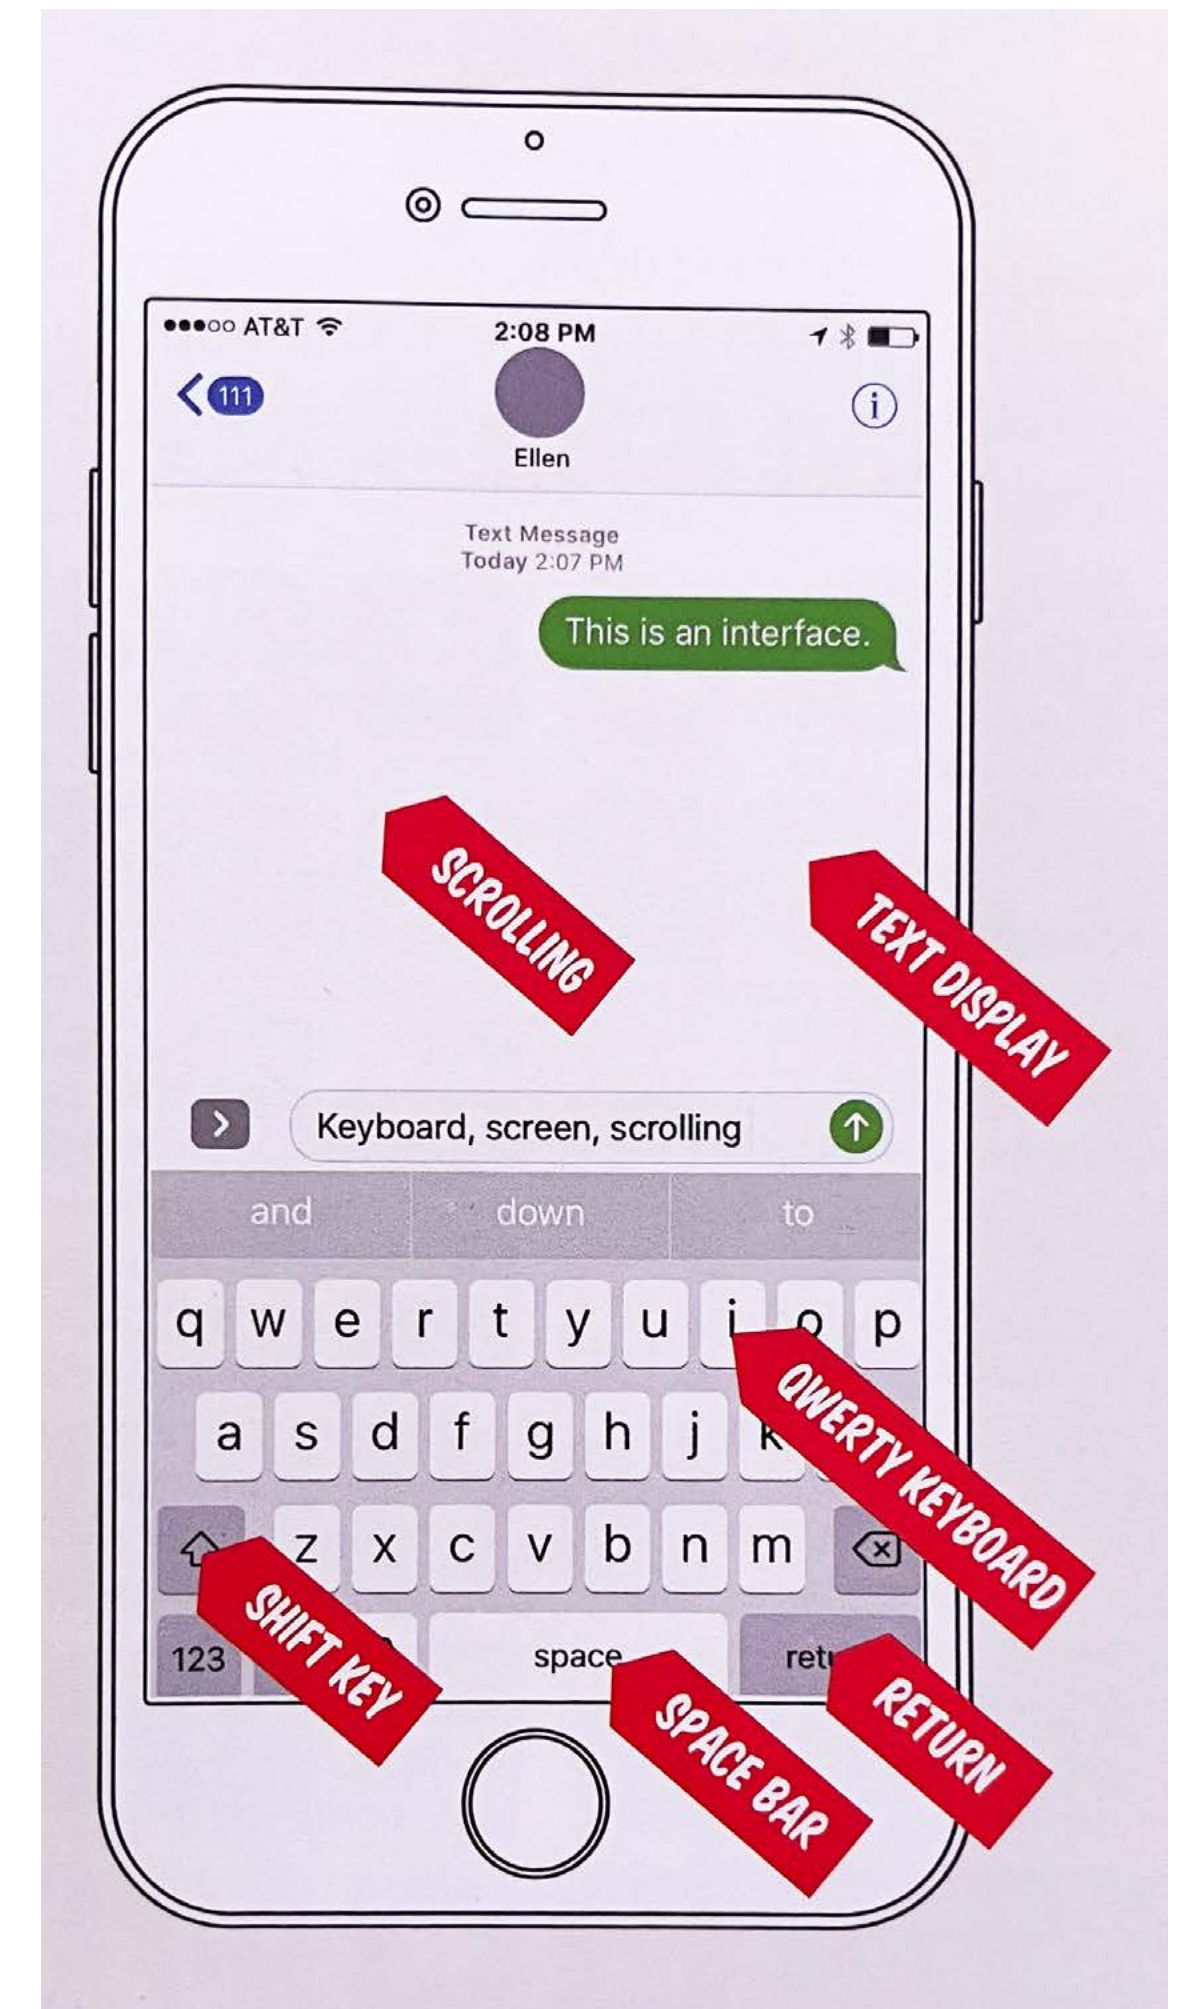 AT&T
2:08 PM
111
i
Ellen
Text Message
Today 2:07 PM
This is an interface.
SCROLLING
TEXT DISPLAY
Keyboard, screen, scrolling
and down to
q w e r t y u i o p
QWERTY KEYBOARD
a s d f g h j k
z x c v b n m
SHIFT KEY
123 space retu
SPACE BAR
RETURN